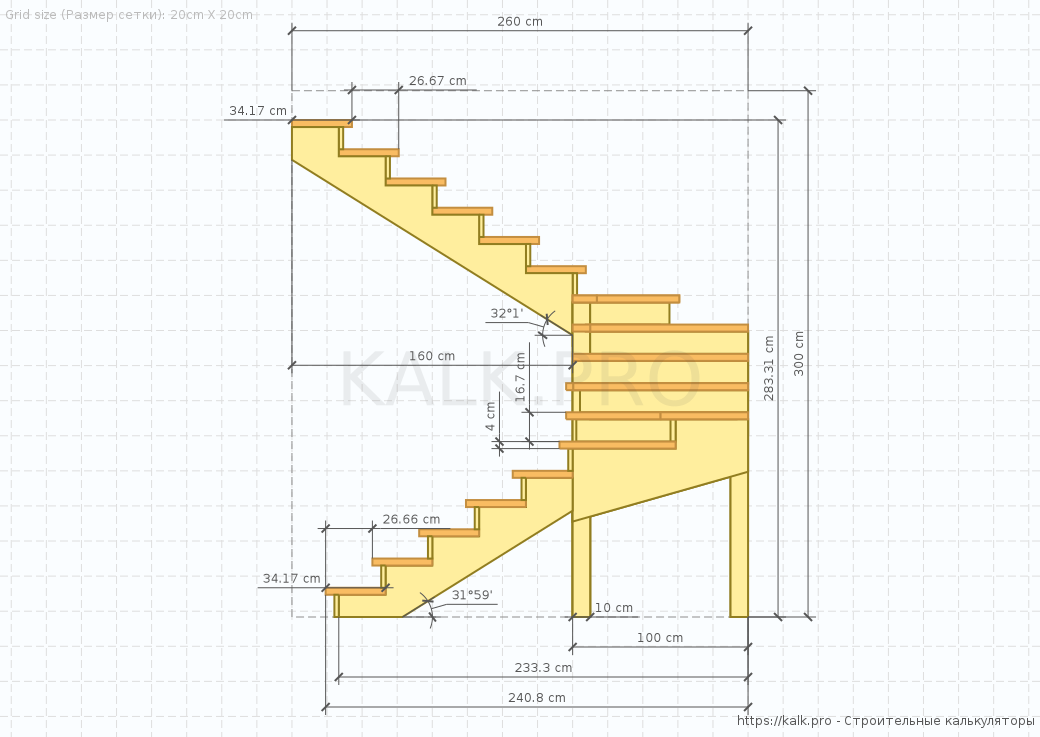 Grid size (Размер сетки): 20cm X 20cm
260 cm
26.67 cm
34.17 cm
32°1'
160 cm
16.7 cm
4 cm
283.31 cm
300 cm
KALK.PRO
26.66 cm
34.17 cm
31°59'
10 cm
100 cm
233.3 cm
240.8 cm
https://kalk.pro - Строительные калькуляторы